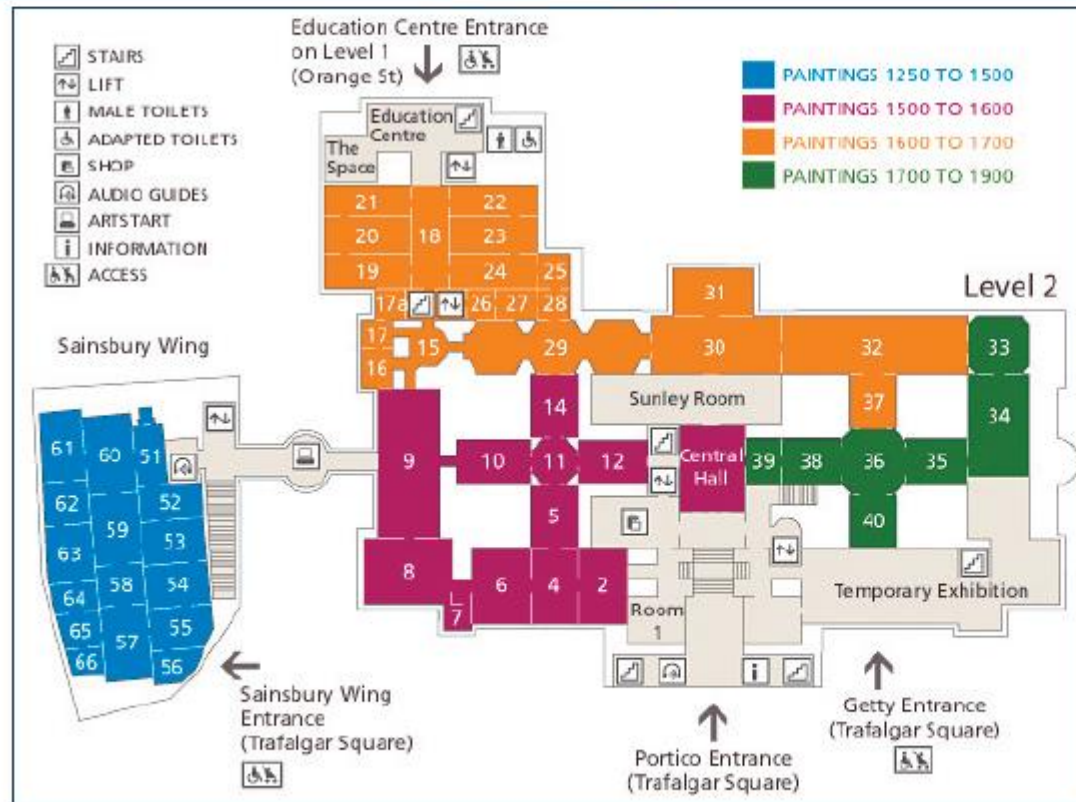 Education Centre Entrance
on Level 1
(Orange St)
STAIRS
LIFT
MALE TOILETS
ADAPTED TOILETS
SHOP
AUDIO GUIDES
ARTSTART
INFORMATION
ACCESS
PAINTINGS 1250 TO 1500
PAINTINGS 1500 TO 1600
PAINTINGS 1600 TO 1700
PAINTINGS 1700 TO 1900
Level 2
Education
Centre
The
Space
21
22
20
18
23
19
24
25
17a
26
27
28
31
17
15
29
30
32
33
16
Sainsbury Wing
Sunley Room
14
37
34
61
60
51
9
10
11
12
Central
Hall
39
38
36
35
62
52
59
53
5
40
63
58
54
8
6
4
2
64
7
Room
1
Temporary Exhibition
65
57
55
66
56
i
Sainsbury Wing
Entrance
(Trafalgar Square)
Portico Entrance
(Trafalgar Square)
Getty Entrance
(Trafalgar Square)